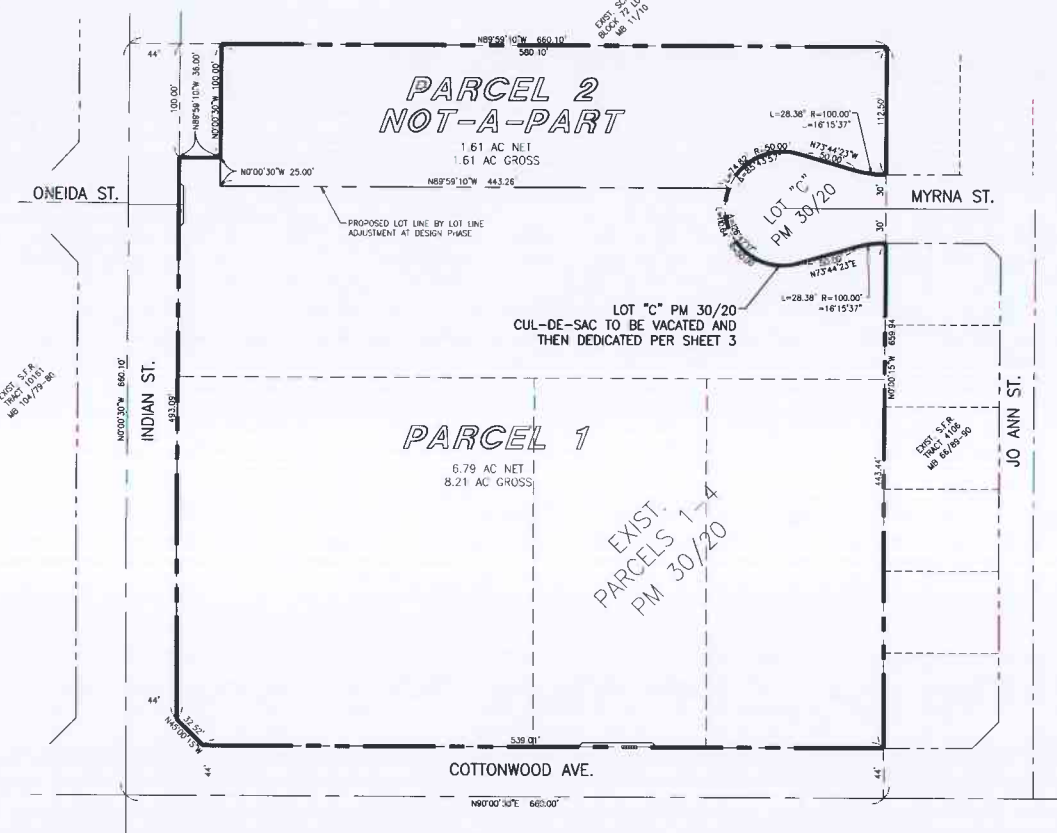 BLOCK 72
MB 11/10
N89°59'10"W 660.10'
580.10'
44'
100.00'
N89°59'10"W 36.00'
N0°00'30"W 100.00'
PARCEL 2
NOT-A-PART
1.61 AC NET
1.61 AC GROSS
L=28.38' R=100.00'
=16°15'37"
112.50'
N0°00'30"W 25.00'
N89°59'10"W 443.26'
R=50.00'
N73°44'23"W
50.00'
ONEIDA ST.
LOT "C"
PM 30/20
30'
30'
MYRNA ST.
PROPOSED LOT LINE BY LOT LINE
ADJUSTMENT AT DESIGN PHASE
N73°44'23"E
L=28.38' R=100.00'
=16°15'37"
LOT "C" PM 30/20
CUL-DE-SAC TO BE VACATED AND
THEN DEDICATED PER SHEET 3
EXIST. S.F.R
TRACT 10161
MB 104/79-80
N0°00'30"W 660.10'
INDIAN ST.
493.09'
N0°00'15"W 659.94
PARCEL 1
6.79 AC NET
8.21 AC GROSS
EXIST.
PARCELS 1-4
PM 30/20
443.44'
EXIST. S.F.R
TRACT 4106
MB 66/89-90
JO ANN ST.
44'
32.52'
N45°00'15"W
44'
539.01'
COTTONWOOD AVE.
44'
N90°00'30"E 660.00'